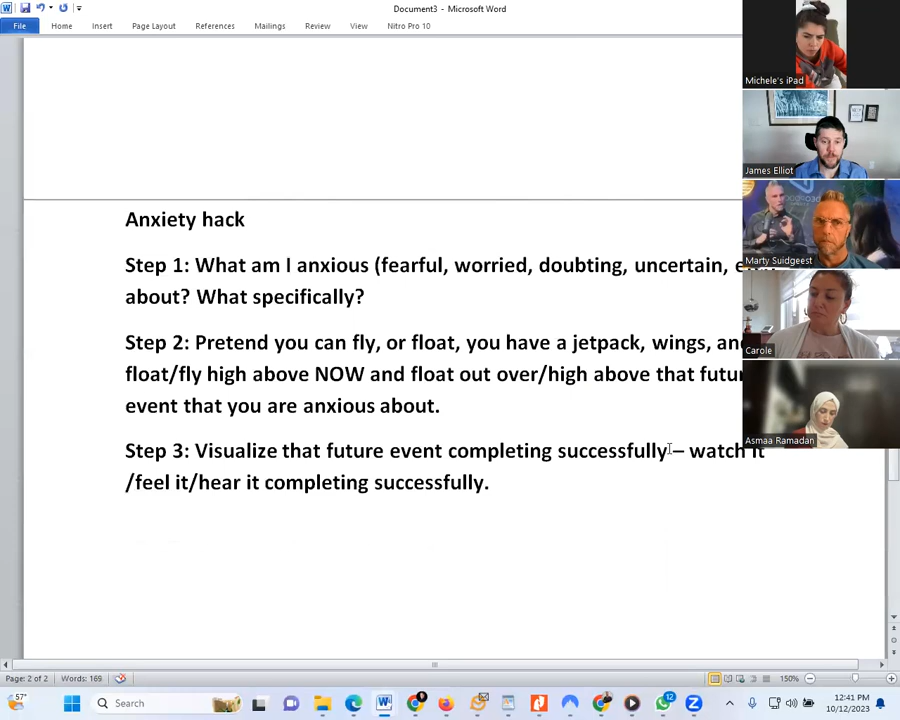 Document3 - Microsoft Word
File Home Insert Page Layout References Mailings Review View Nitro Pro 10
Michele's iPad
James Elliot
Marty Suidgeest
Carole
Asmaa Ramadan
Anxiety hack
Step 1: What am I anxious (fearful, worried, doubting, uncertain,
about? What specifically?
Step 2: Pretend you can fly, or float, you have a jetpack, wings, and
float/fly high above NOW and float out over/high above that
event that you are anxious about.
Step 3: Visualize that future event completing successfully – watch it
/feel it/hear it completing successfully.
Page: 2 of 2 Words: 169 150%
57° Search 12 12:41 PM
10/12/2023